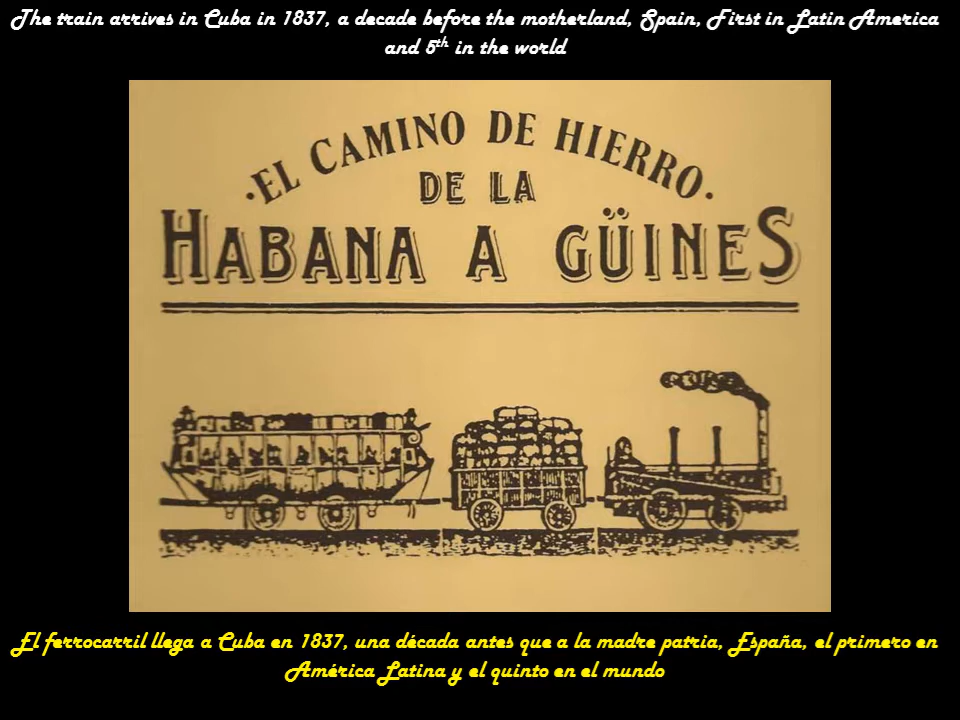 The train arrives in Cuba in 1837, a decade before the motherland, Spain, First in Latin America
and 5th in the world
·EL CAMINO DE HIERRO·
DE LA
HABANA A GÜINES
El ferrocarril llega a Cuba en 1837, una década antes que a la madre patria, España, el primero en
América Latina y el quinto en el mundo